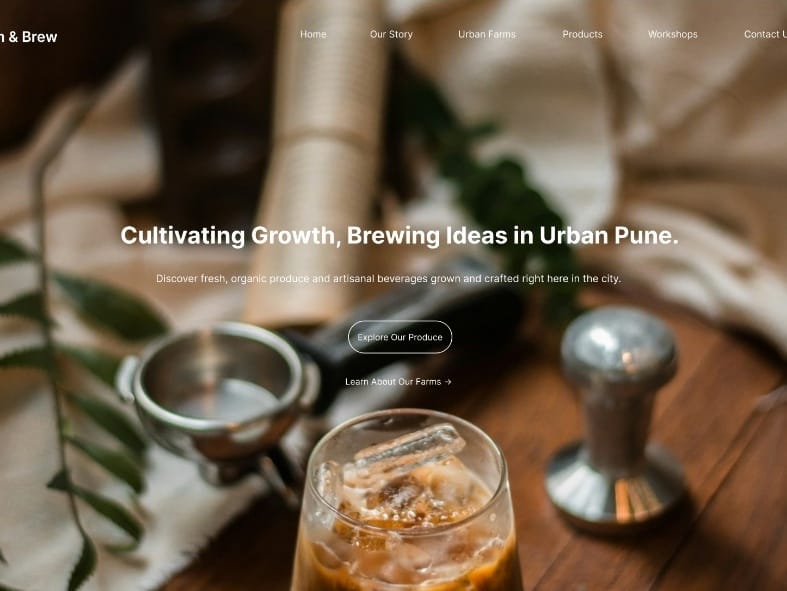 & Brew
Home
Our Story
Urban Farms
Products
Workshops
Contact
Cultivating Growth, Brewing Ideas in Urban Pune.
Discover fresh, organic produce and artisanal beverages grown and crafted right here in the city.
Explore Our Produce
Learn About Our Farms →